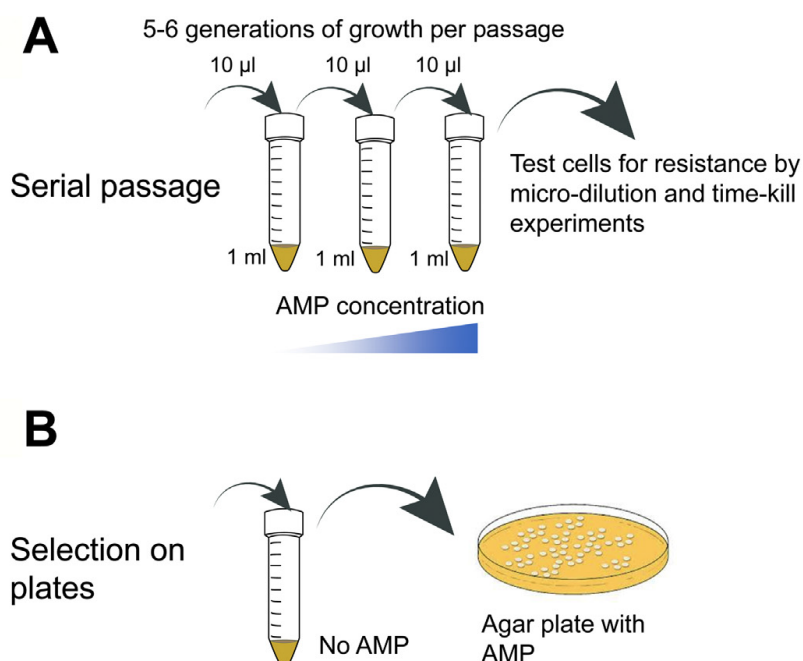 A
5-6 generations of growth per passage
10 µl
10 µl
10 µl
Serial passage
Test cells for resistance by
micro-dilution and time-kill
experiments
1 ml
1 ml
1 ml
AMP concentration
B
Selection on
plates
No AMP
Agar plate with
AMP